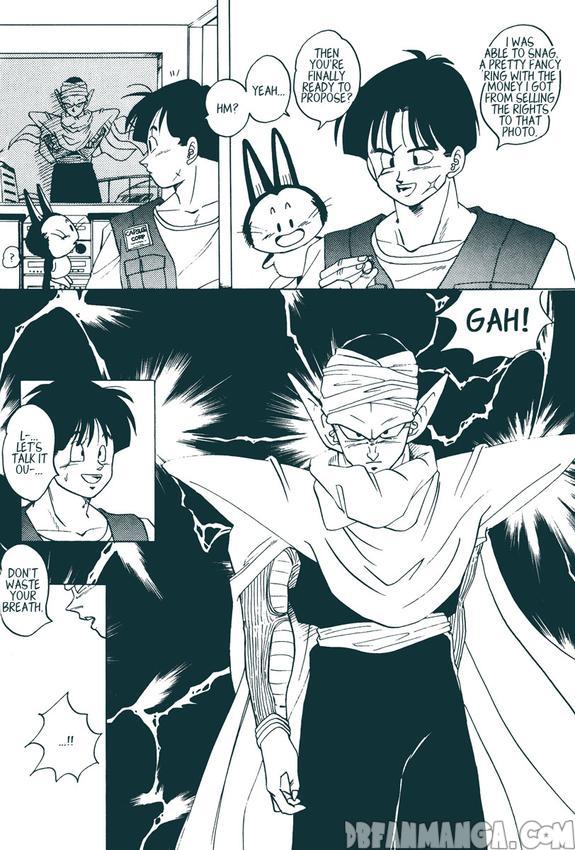 I WAS
ABLE TO SNAG
A PRETTY FANCY
RING WITH THE
MONEY I GOT
FROM SELLING
THE RIGHTS
TO THAT
PHOTO.
THEN
YOU'RE
FINALLY
READY TO
PROPOSE?
YEAH...
HM?
CAPSULE
CORP
?
GAH!
L-...
LET'S
TALK IT
OU-...
DON'T
WASTE
YOUR
BREATH.
...!!
DBFANMANGA.COM